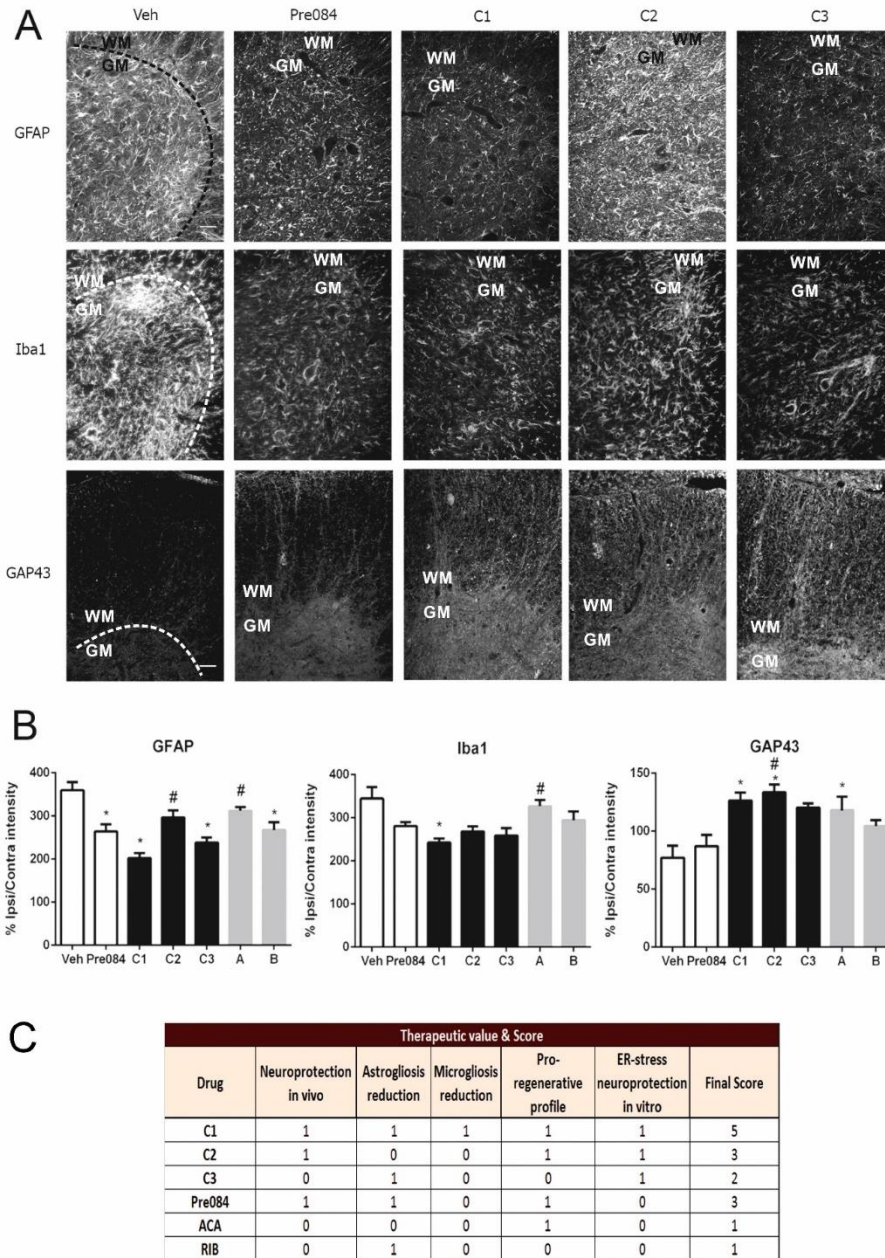 A
Veh Pre084 C1 C2 C3
GFAP
WM WM WM WM WM
GM GM GM GM GM
Iba1
WM WM WM WM WM
GM GM GM GM GM
GAP43
WM WM WM WM WM
GM GM GM GM GM
B
GFAP
% Ipsi/Contra intensity
400
300
200
100
0
* * # * # *
Veh Pre084 C1 C2 C3 A B
Iba1
% Ipsi/Contra intensity
400
300
200
100
0
* #
Veh Pre084 C1 C2 C3 A B
GAP43
% Ipsi/Contra intensity
150
100
50
0
#
* * *
Veh Pre084 C1 C2 C3 A B
C
Therapeutic value & Score
Drug Neuroprotection in vivo Astrogliosis reduction Microgliosis reduction Pro-regenerative profile ER-stress neuroprotection in vitro Final Score
C1 1 1 1 1 1 5
C2 1 0 0 1 1 3
C3 0 1 0 0 1 2
Pre084 1 1 0 1 0 3
ACA 0 0 0 1 0 1
RIB 0 1 0 0 0 1